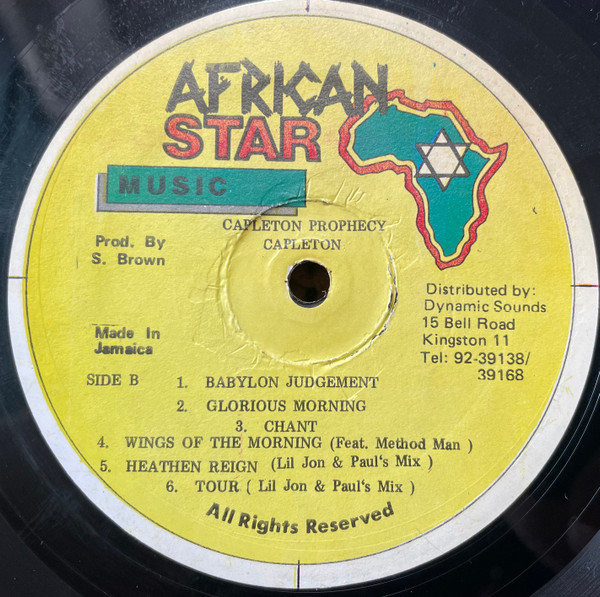 AFRICAN
STAR
MUSIC
CAPLETON PROPHECY
CAPLETON
Prod. By
S. Brown
Distributed by:
Dynamic Sounds
15 Bell Road
Kingston 11
Tel: 92-39138/
39168
Made In
Jamaica
SIDE B
1. BABYLON JUDGEMENT
2. GLORIOUS MORNING
3. CHANT
4. WINGS OF THE MORNING (Feat. Method Man )
5. HEATHEN REIGN (Lil Jon & Paul's Mix )
6. TOUR ( Lil Jon & Paul's Mix )
All Rights Reserved